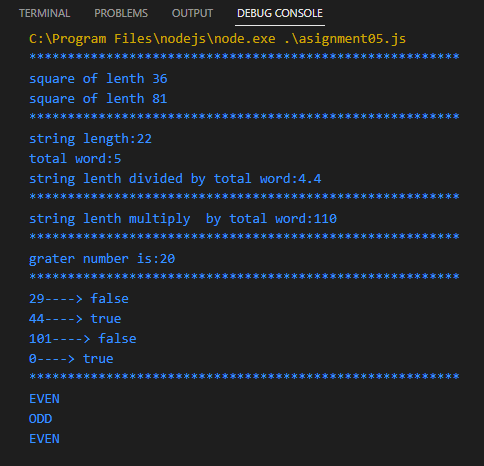 TERMINAL PROBLEMS OUTPUT DEBUG CONSOLE
C:\Program Files\nodejs\node.exe .\asignment05.js
********************************************************
square of lenth 36
square of lenth 81
********************************************************
string length:22
total word:5
string lenth divided by total word:4.4
********************************************************
string lenth multiply  by total word:110
********************************************************
grater number is:20
********************************************************
29----> false
44----> true
101----> false
0----> true
********************************************************
EVEN
ODD
EVEN